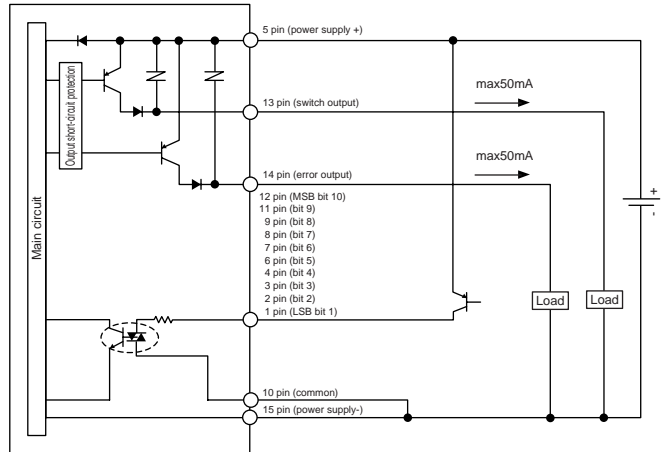 5 pin (power supply +)
Output short-circuit protection
Main circuit
max50mA
13 pin (switch output)
max50mA
14 pin (error output)
12 pin (MSB bit 10)
11 pin (bit 9)
9 pin (bit 8)
8 pin (bit 7)
7 pin (bit 6)
6 pin (bit 5)
4 pin (bit 4)
3 pin (bit 3)
2 pin (bit 2)
1 pin (LSB bit 1)
+
-
Load
Load
10 pin (common)
15 pin (power supply-)